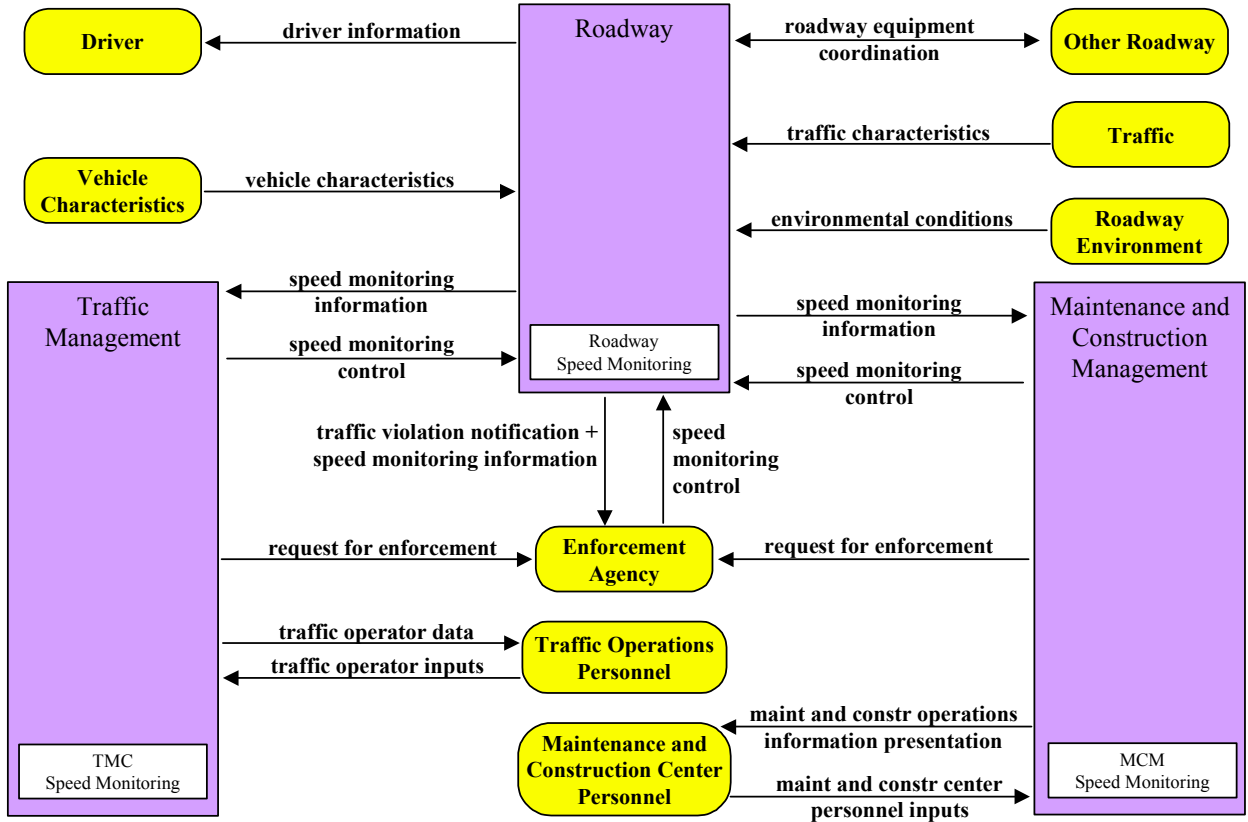 Driver
driver information
Roadway
roadway equipment
coordination
Other Roadway
traffic characteristics
Traffic
Vehicle
Characteristics
vehicle characteristics
environmental conditions
Roadway
Environment
speed monitoring
information
Traffic
Management
speed monitoring
control
Roadway
Speed Monitoring
speed monitoring
information
speed monitoring
control
Maintenance and
Construction
Management
traffic violation notification +
speed monitoring information
speed
monitoring
control
request for enforcement
Enforcement
Agency
request for enforcement
traffic operator data
traffic operator inputs
Traffic Operations
Personnel
maint and constr operations
information presentation
Maintenance and
Construction Center
Personnel
maint and constr center
personnel inputs
TMC
Speed Monitoring
MCM
Speed Monitoring